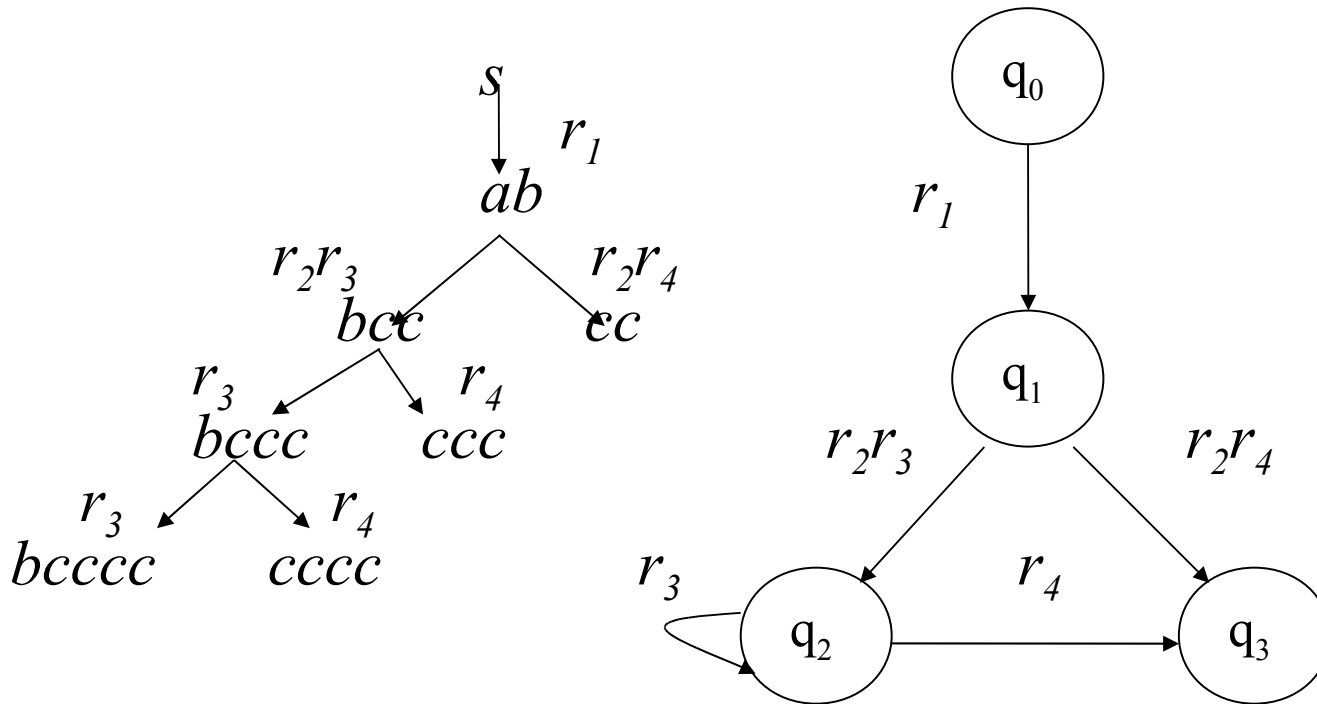 s
r₁
ab
r₂r₃
r₂r₄
bcc
cc
r₃
r₄
bccc
ccc
r₃
r₄
bcccc
cccc
q₀
r₁
q₁
r₂r₃
r₂r₄
r₃
r₄
q₂
q₃